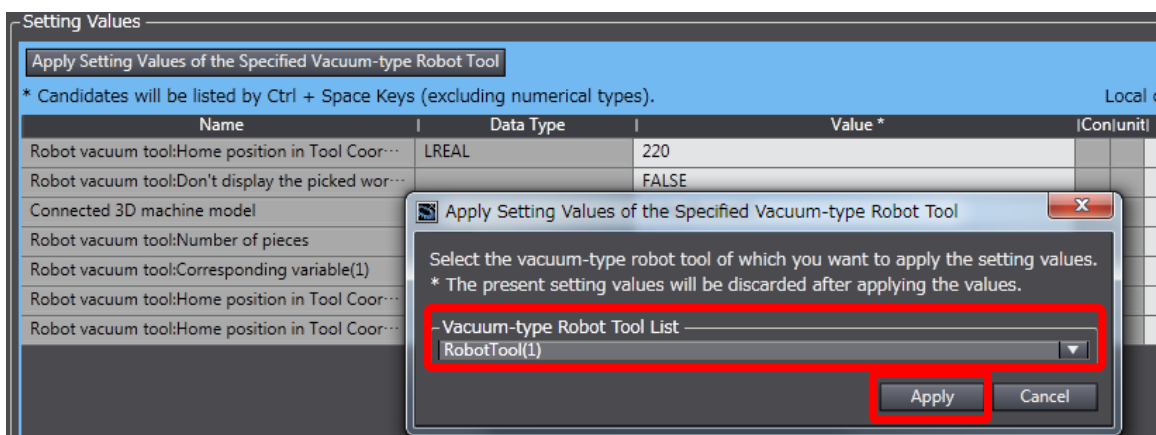 Setting Values
Apply Setting Values of the Specified Vacuum-type Robot Tool
* Candidates will be listed by Ctrl + Space Keys (excluding numerical types).
Local
Name | Data Type | Value * |Con|unit|
Robot vacuum tool:Home position in Tool Coor··· LREAL 220
Robot vacuum tool:Don't display the picked wor··· FALSE
Connected 3D machine model
Robot vacuum tool:Number of pieces
Robot vacuum tool:Corresponding variable(1)
Robot vacuum tool:Home position in Tool Coor···
Robot vacuum tool:Home position in Tool Coor···
Apply Setting Values of the Specified Vacuum-type Robot Tool
Select the vacuum-type robot tool of which you want to apply the setting values.
* The present setting values will be discarded after applying the values.
Vacuum-type Robot Tool List
RobotTool(1)
Apply Cancel